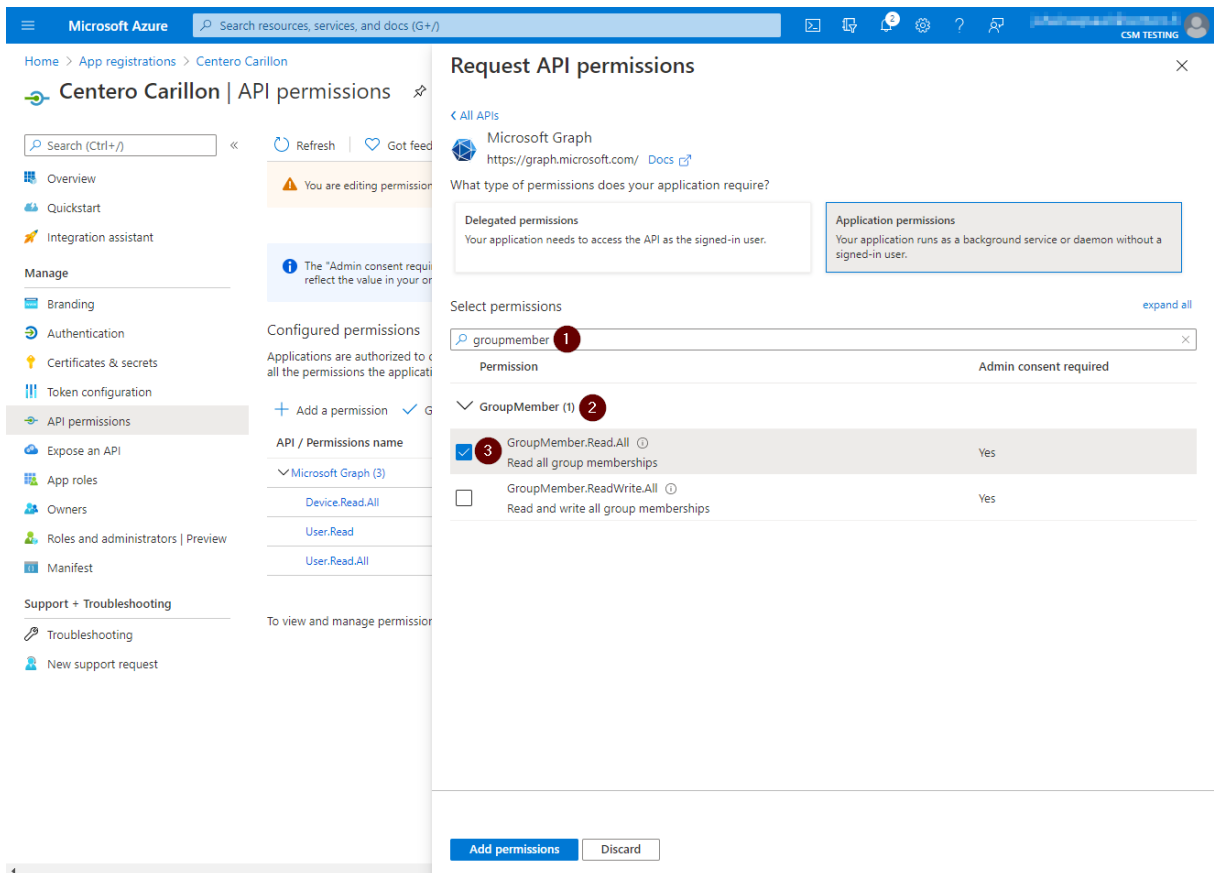 Microsoft Azure
Search resources, services, and docs (G+/)
2
CSM TESTING
Home > App registrations > Centero Carillon
Centero Carillon | API permissions
Search (Ctrl+/)
«
Overview
Quickstart
Integration assistant
Manage
Branding
Authentication
Certificates & secrets
Token configuration
API permissions
Expose an API
App roles
Owners
Roles and administrators | Preview
Manifest
Support + Troubleshooting
Troubleshooting
New support request
Refresh
Got feed
You are editing permission
The "Admin consent requi
reflect the value in your or
Configured permissions
Applications are authorized to c
all the permissions the applicati
Add a permission
G
API / Permissions name
Microsoft Graph (3)
Device.Read.All
User.Read
User.Read.All
To view and manage permission
Request API permissions
All APIs
Microsoft Graph
https://graph.microsoft.com/ Docs
What type of permissions does your application require?
Delegated permissions
Your application needs to access the API as the signed-in user.
Application permissions
Your application runs as a background service or daemon without a
signed-in user.
Select permissions
expand all
groupmember 1
Permission
Admin consent required
GroupMember (1) 2
3 GroupMember.Read.All
Read all group memberships
Yes
GroupMember.ReadWrite.All
Read and write all group memberships
Yes
Add permissions
Discard